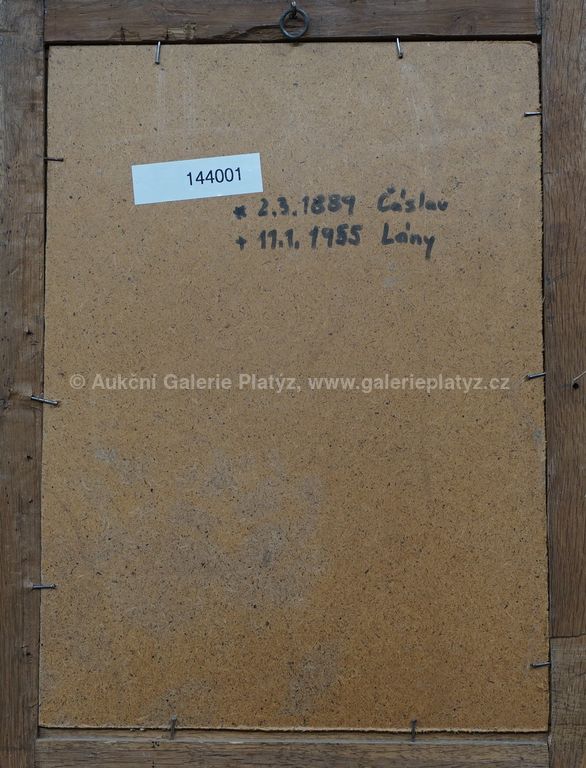 144001
* 2.3.1889 Čáslav
+ 11.1.1955 Lány
© Aukční Galerie Platýz, www.galerieplatyz.cz